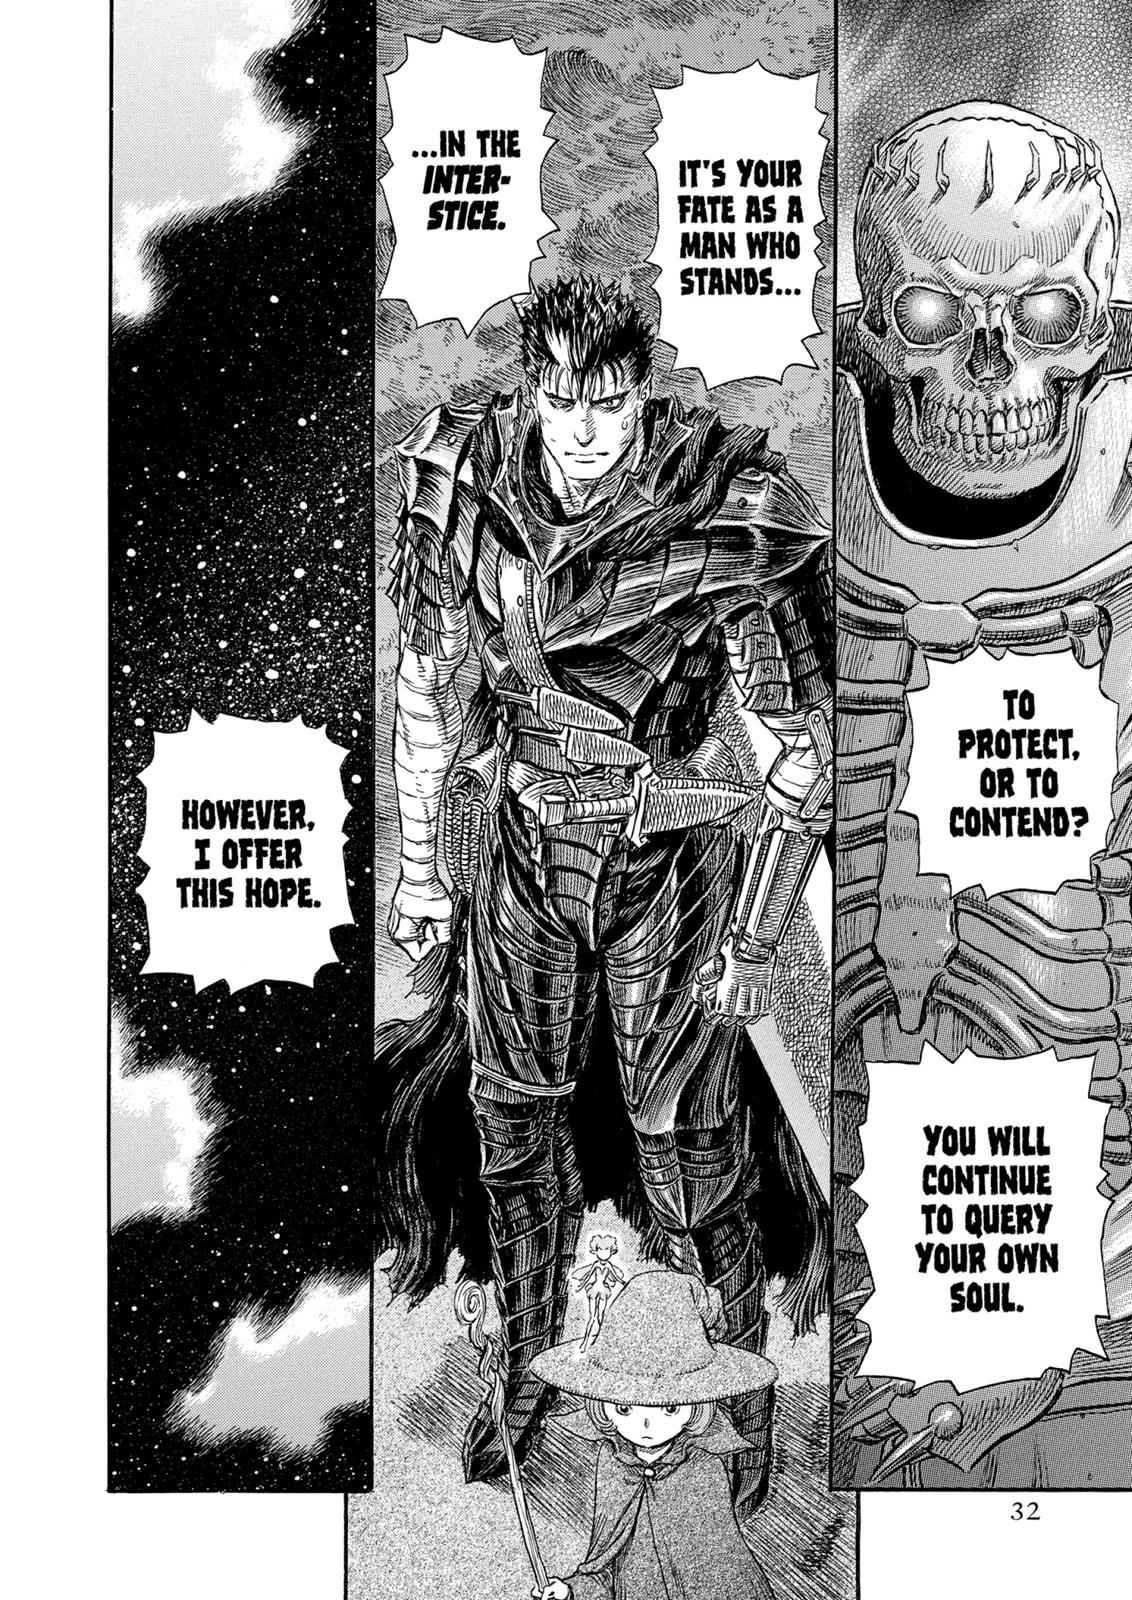 TO
PROTECT,
OR TO
CONTEND?
YOU WILL
CONTINUE
TO QUERY
YOUR OWN
SOUL.
IT'S YOUR
FATE AS A
MAN WHO
STANDS...
...IN THE
INTER-
STICE.
HOWEVER,
I OFFER
THIS HOPE.
32